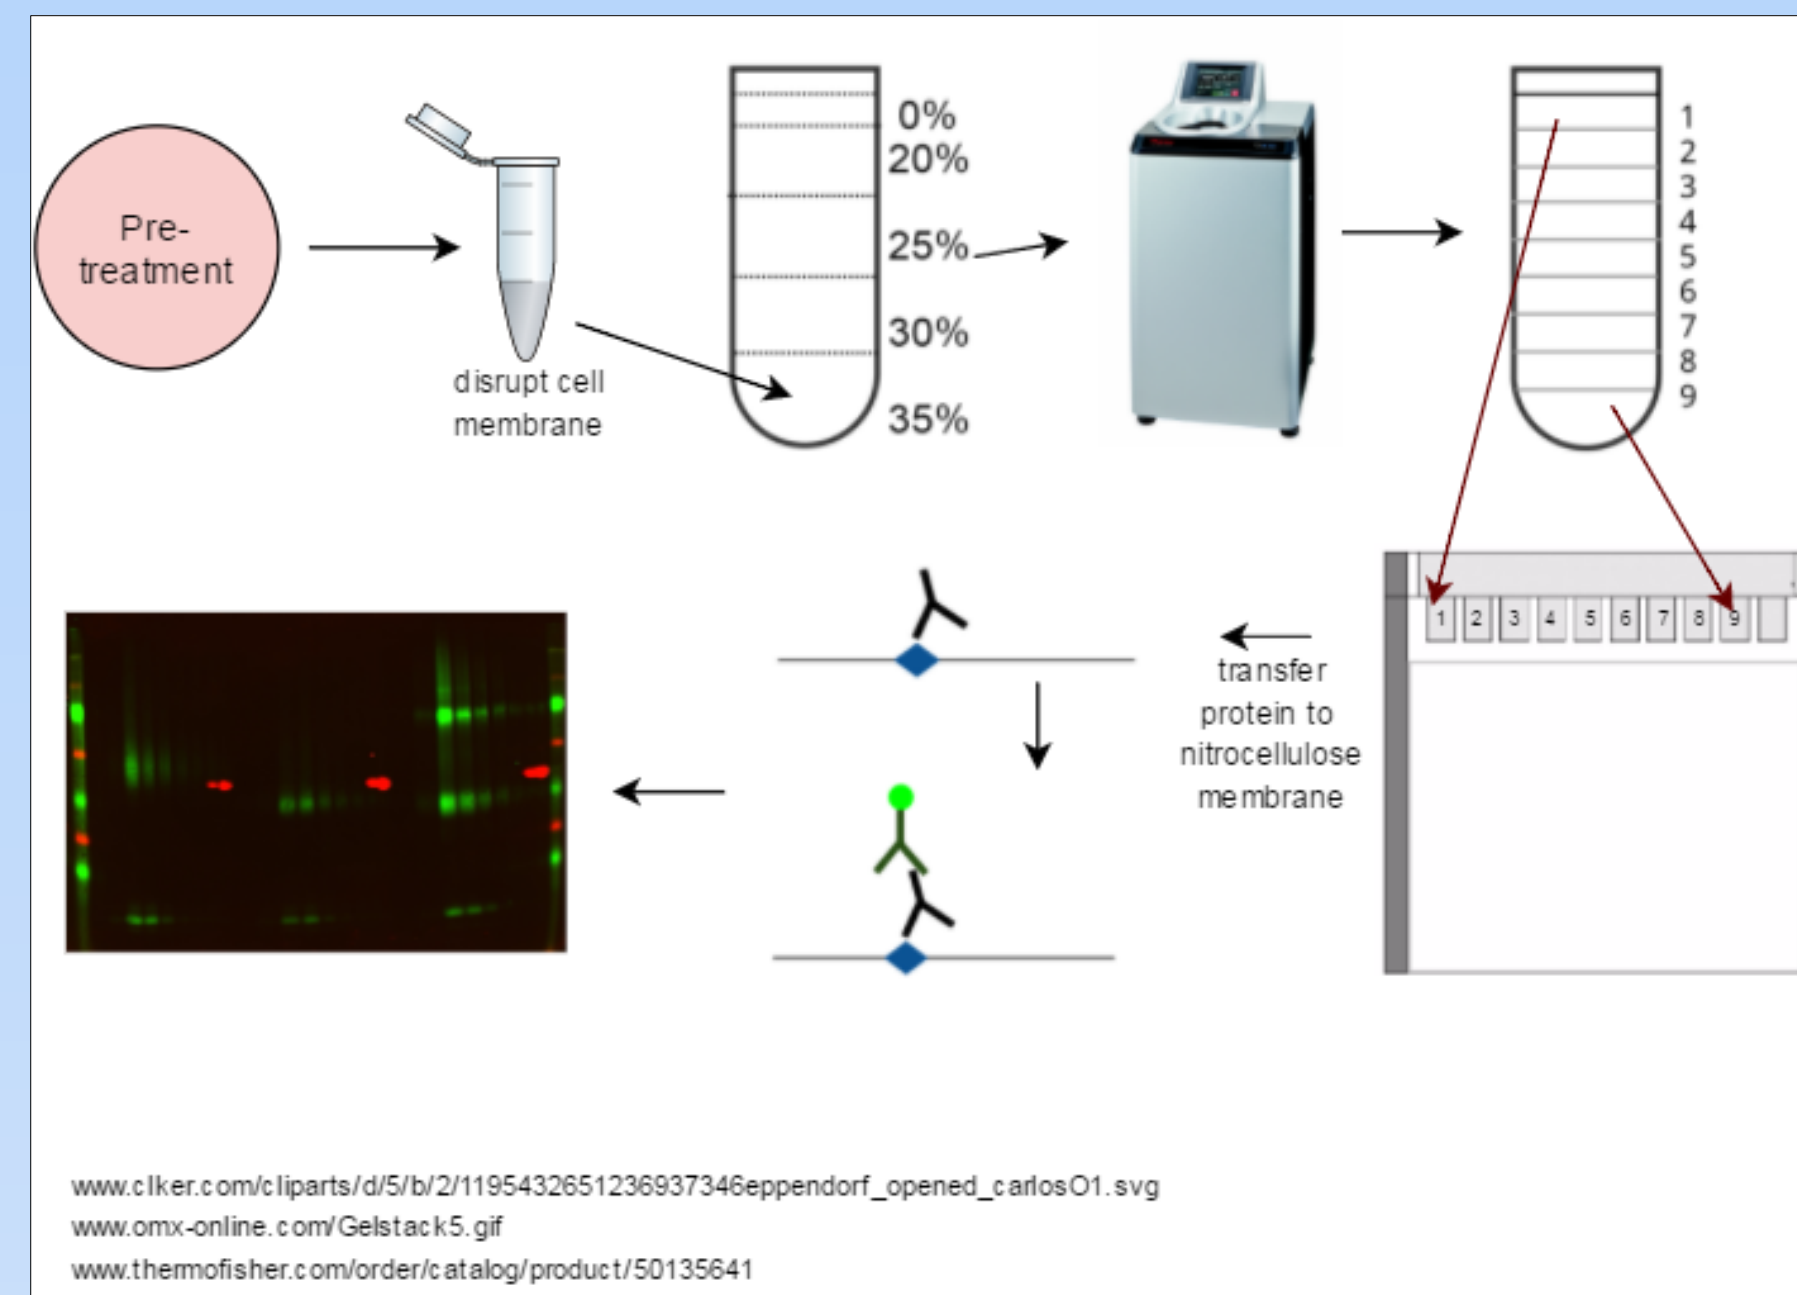 Pre-
treatment
disrupt cell
membrane
0%
20%
25%
30%
35%
1
2
3
4
5
6
7
8
9
1 2 3 4 5 6 7 8 9
transfer
protein to
nitrocellulose
membrane
www.clker.com/cliparts/d/5/b/2/1195432651236937346eppendorf_opened_carlosO1.svg
www.omx-online.com/Gelstack5.gif
www.thermofisher.com/order/catalog/product/50135641